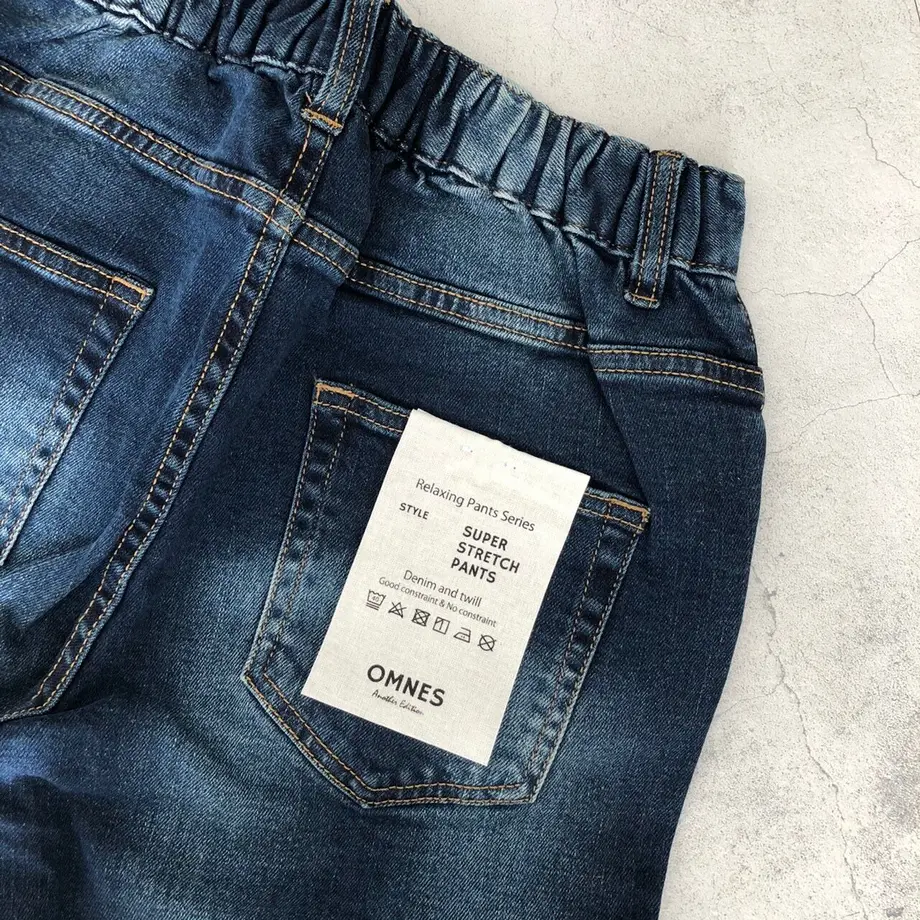 Relaxing Pants Series
STYLE
SUPER
STRETCH
PANTS
Denim and twill
Good constraint & No constraint
OMNES
Another Edition